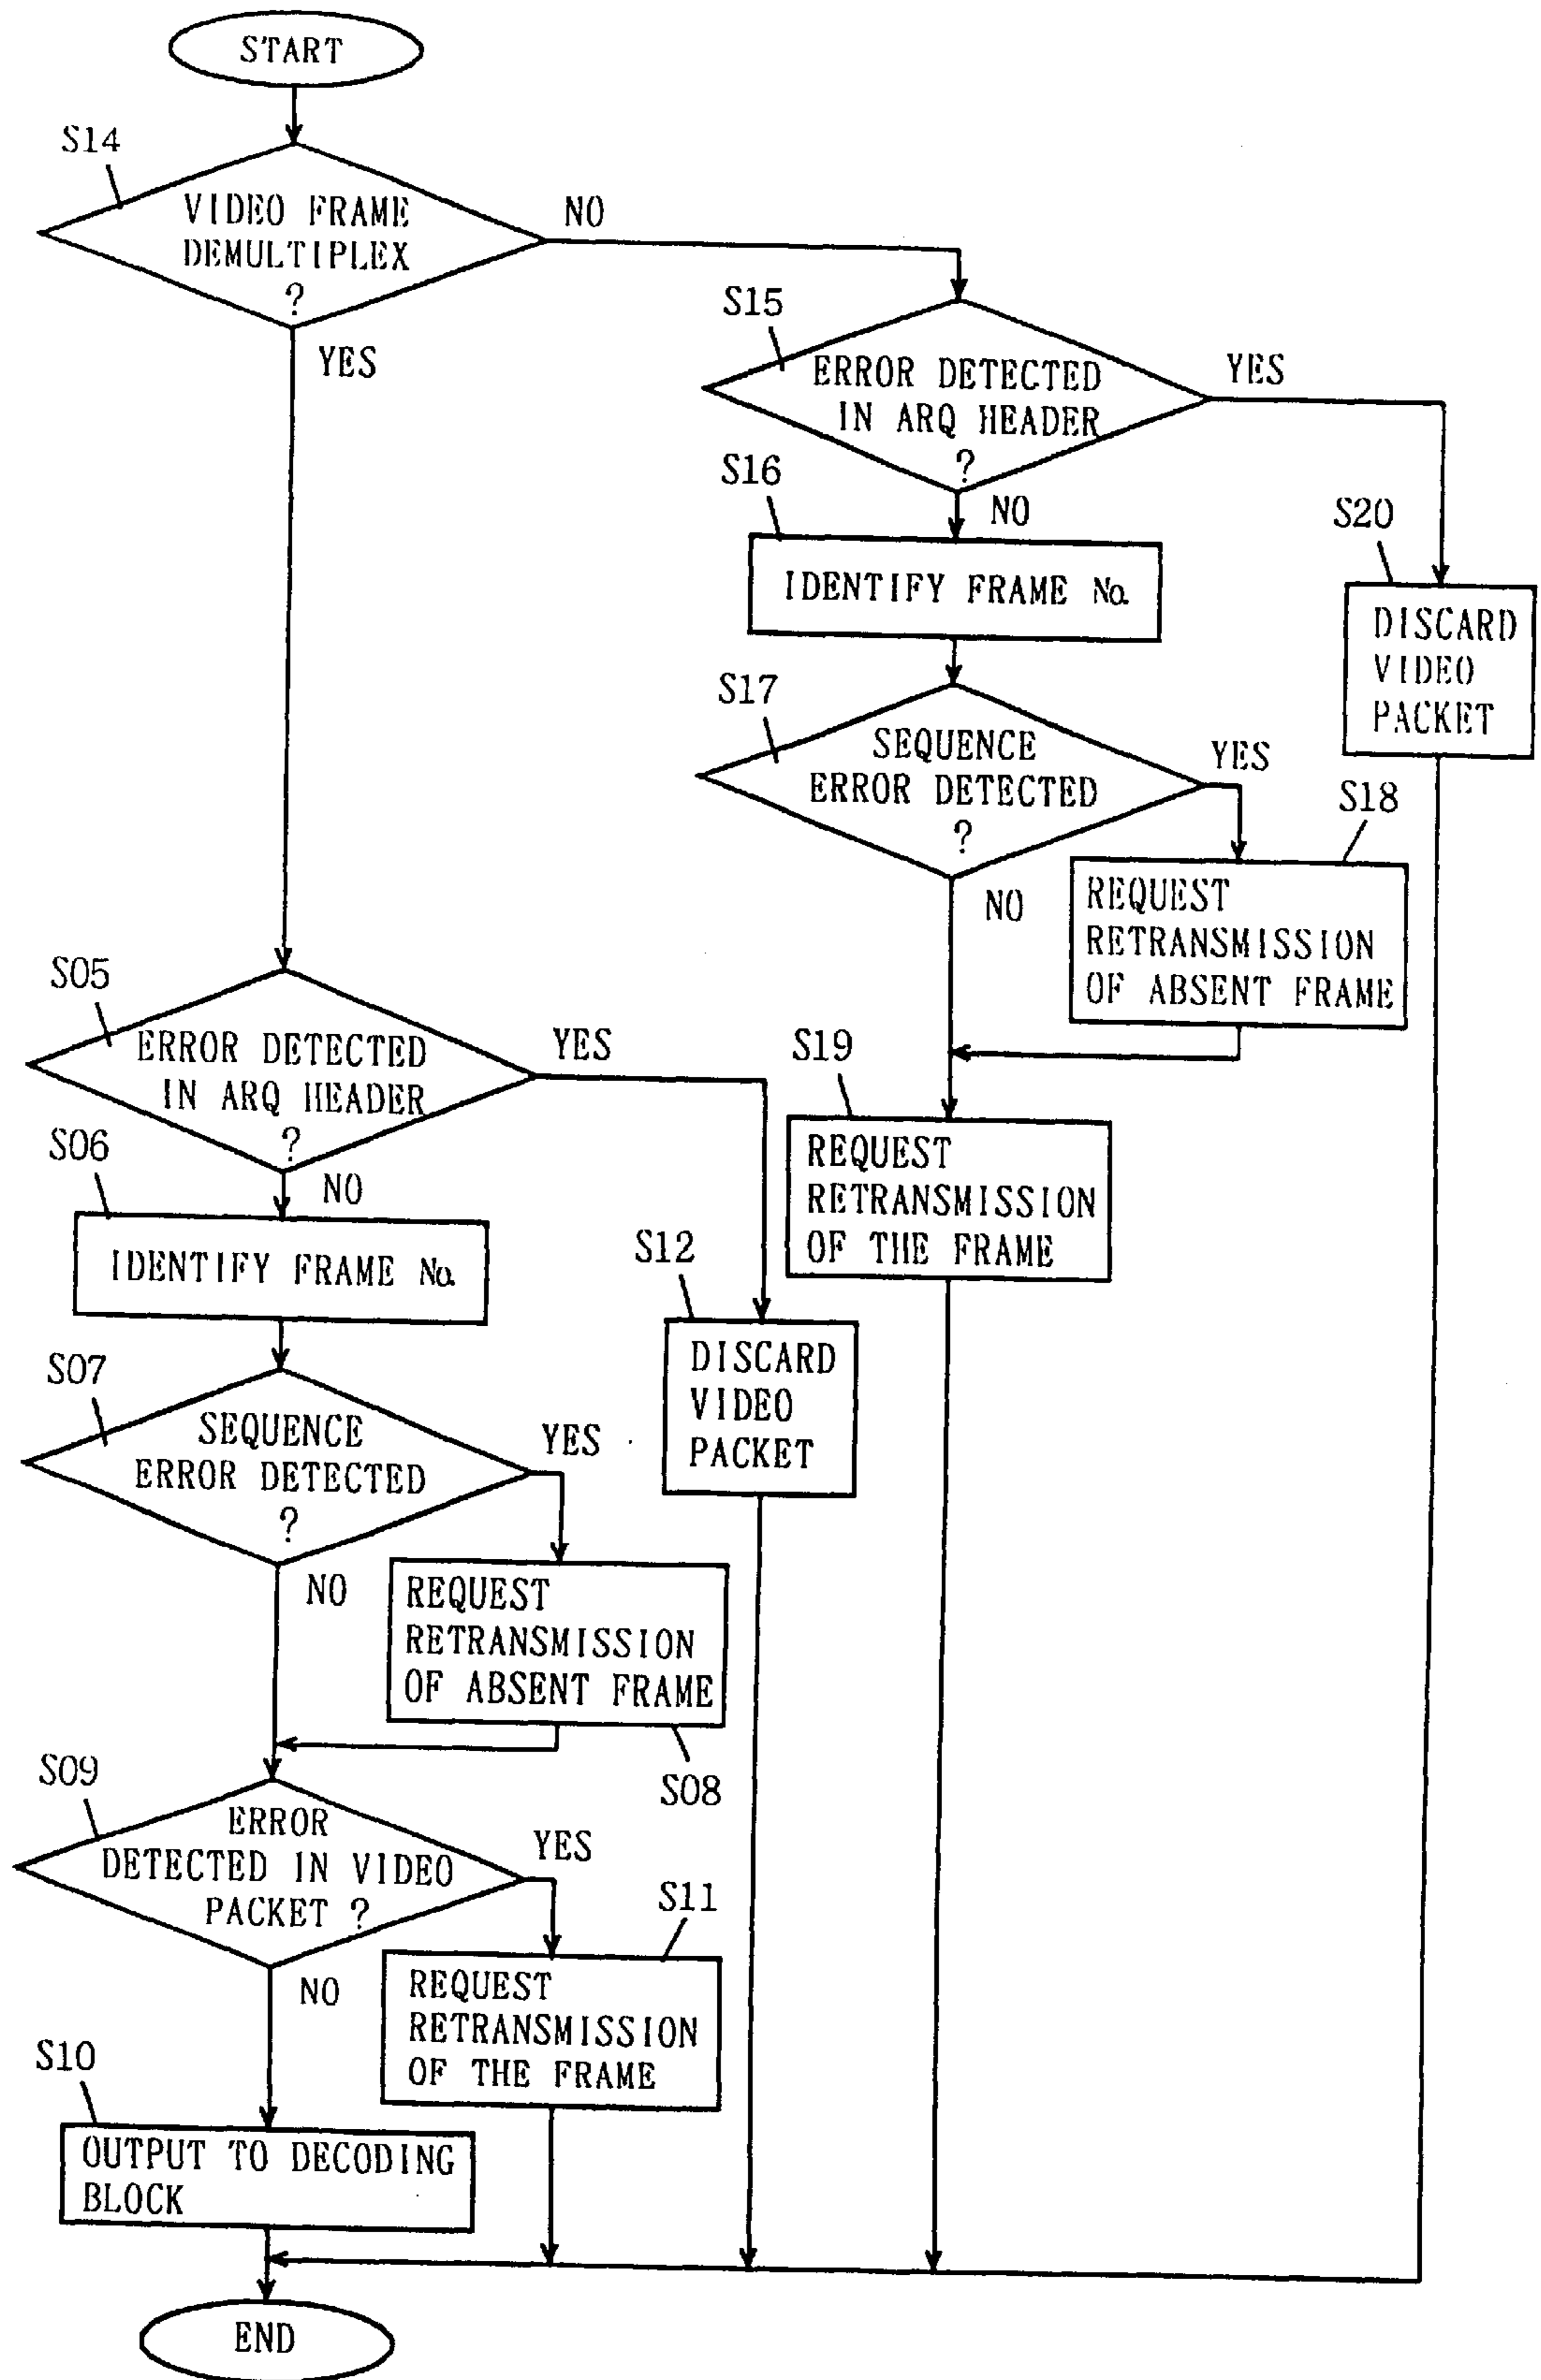 START
S14
VIDEO FRAME
DEMULTIPLEX
?
NO
YES
S15
ERROR DETECTED
IN ARQ HEADER
?
YES
NO
S16
IDENTIFY FRAME No.
S20
DISCARD
VIDEO
PACKET
S17
SEQUENCE
ERROR DETECTED
?
YES
NO
S18
REQUEST
RETRANSMISSION
OF ABSENT FRAME
S19
REQUEST
RETRANSMISSION
OF THE FRAME
S05
ERROR DETECTED
IN ARQ HEADER
?
YES
NO
S06
IDENTIFY FRAME No.
S12
DISCARD
VIDEO
PACKET
S07
SEQUENCE
ERROR DETECTED
?
YES
NO
REQUEST
RETRANSMISSION
OF ABSENT FRAME
S08
S09
ERROR
DETECTED IN VIDEO
PACKET ?
YES
NO
S11
REQUEST
RETRANSMISSION
OF THE FRAME
S10
OUTPUT TO DECODING
BLOCK
END